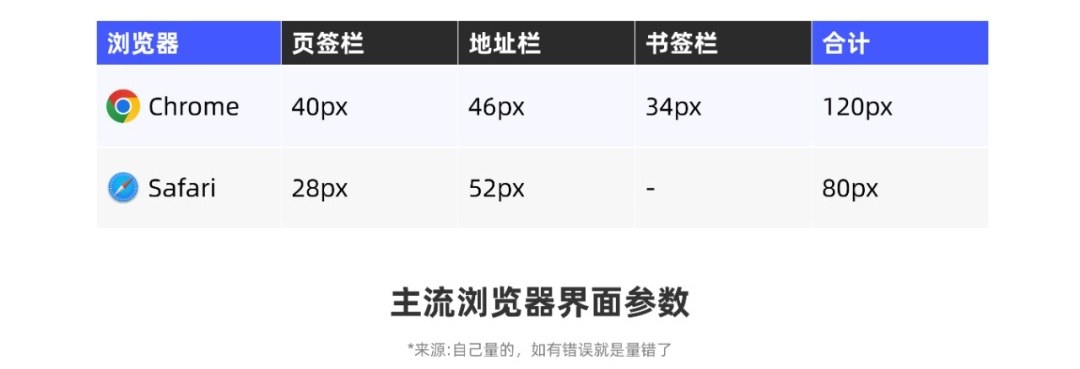 浏览器 页签栏 地址栏 书签栏 合计
Chrome 40px 46px 34px 120px
Safari 28px 52px - 80px
主流浏览器界面参数
*来源:自己量的，如有错误就是量错了